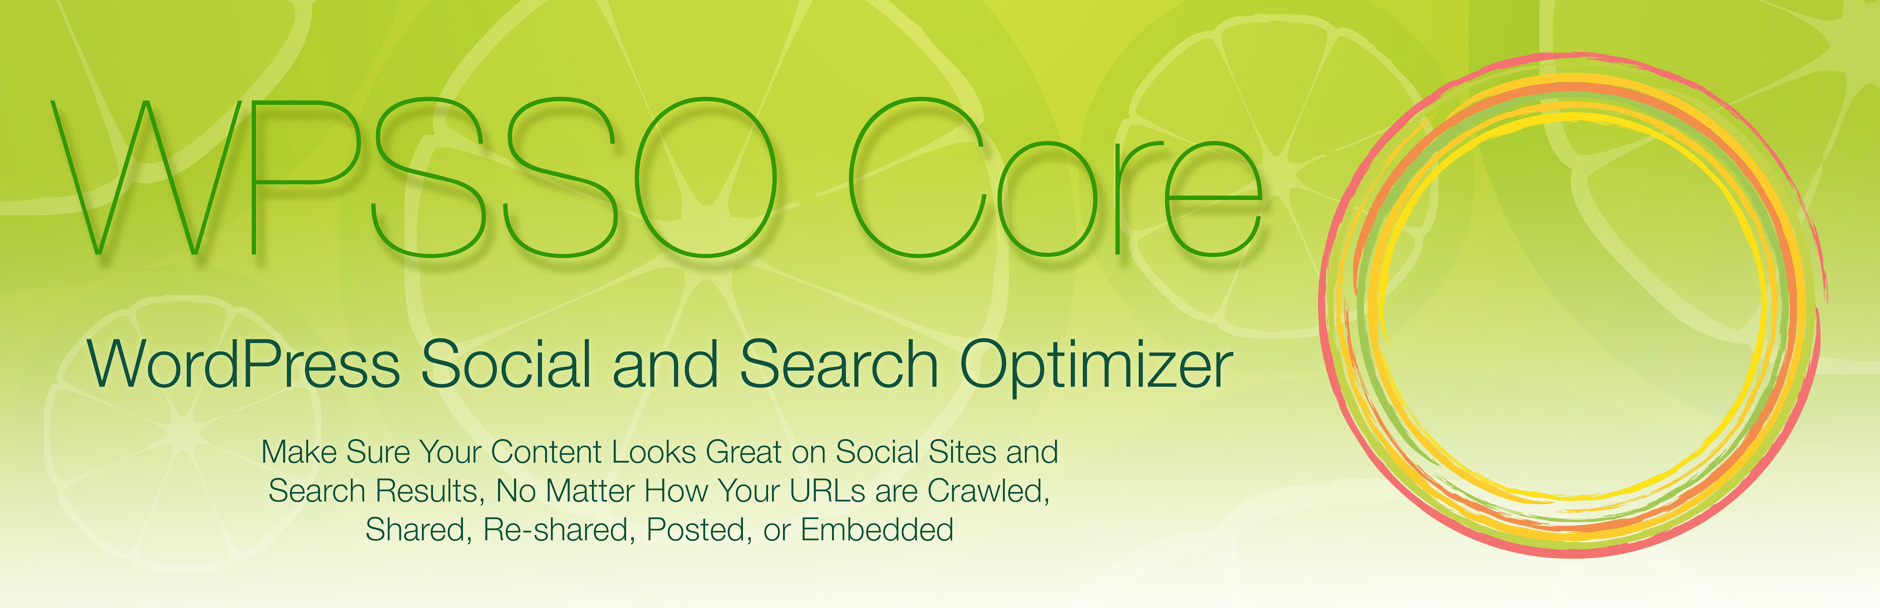 WPSSO Core
WordPress Social and Search Optimizer
Make Sure Your Content Looks Great on Social Sites and
Search Results, No Matter How Your URLs are Crawled,
Shared, Re-shared, Posted, or Embedded